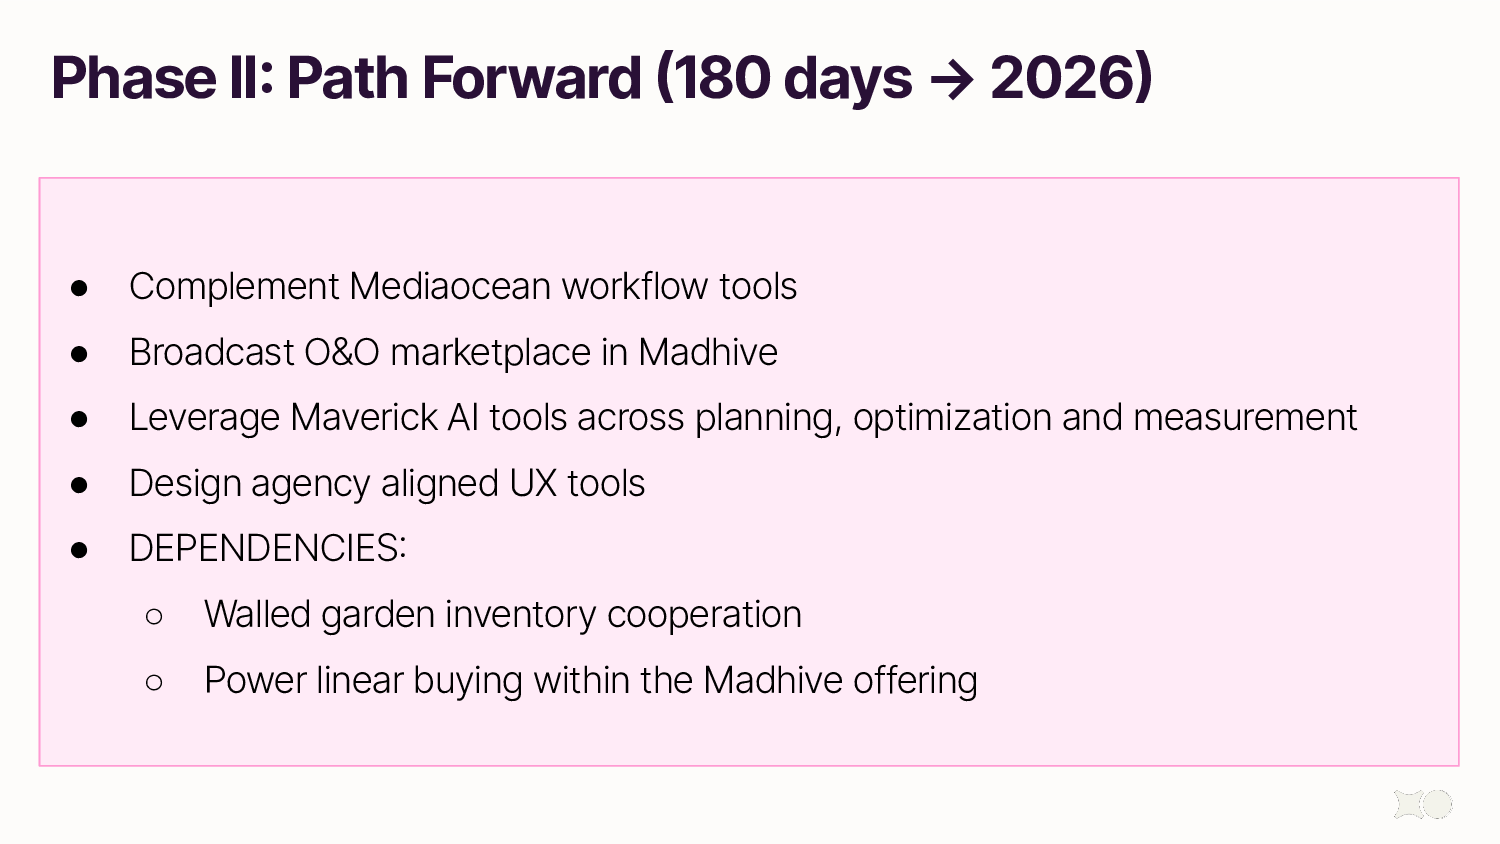 Phase II: Path Forward (180 days → 2026)
● Complement Mediaocean workflow tools
● Broadcast O&O marketplace in Madhive
● Leverage Maverick AI tools across planning, optimization and measurement
● Design agency aligned UX tools
● DEPENDENCIES:
○ Walled garden inventory cooperation
○ Power linear buying within the Madhive offering